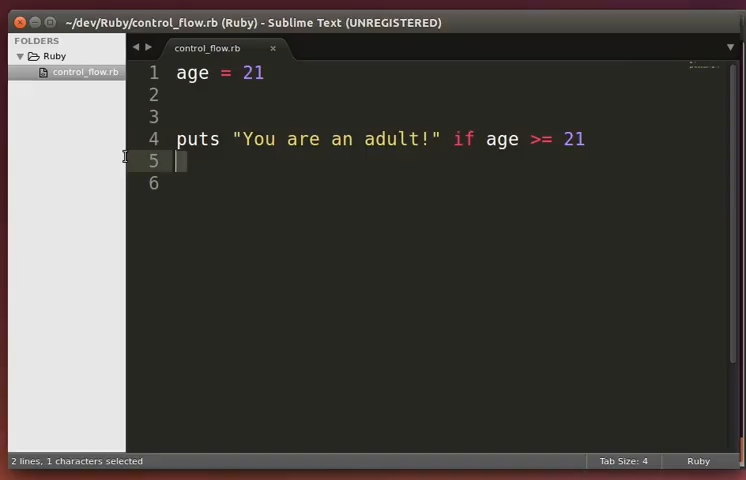 ~/dev/Ruby/control_flow.rb (Ruby) - Sublime Text (UNREGISTERED)
FOLDERS
Ruby
control_flow.rb
control_flow.rb
1 age = 21
2
3
4 puts "You are an adult!" if age >= 21
5
6
2 lines, 1 characters selected
Tab Size: 4
Ruby